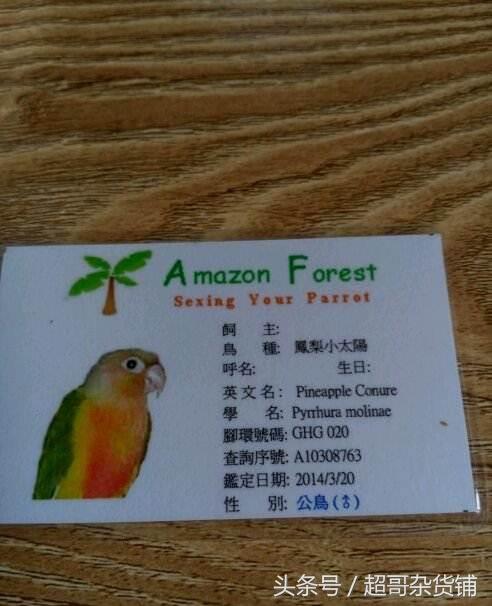 Amazon Forest
Sexing Your Parrot
飼 主:
鳥 種: 鳳梨小太陽
呼名: 生日:
英文名: Pineapple Conure
學 名: Pyrrhura molinae
腳環號碼: GHG 020
查詢序號: A10308763
鑑定日期: 2014/3/20
性 別: 公鳥(♂)
头条号 / 超哥杂货铺